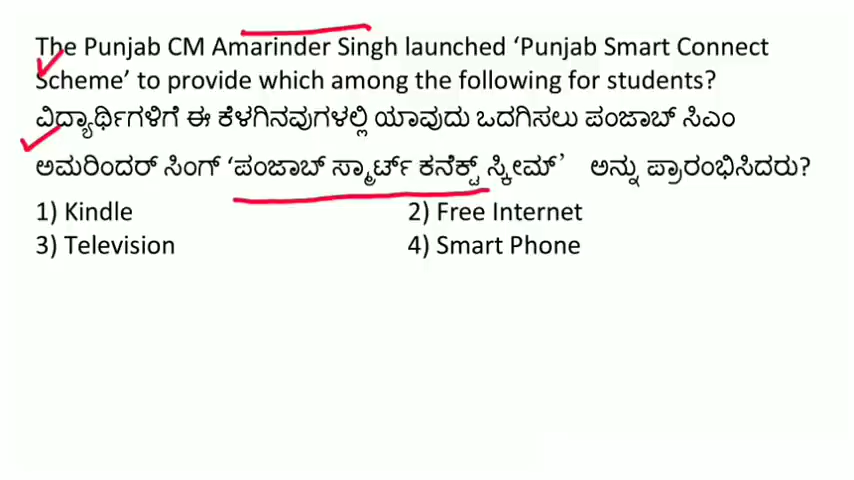 The Punjab CM Amarinder Singh launched ‘Punjab Smart Connect
Scheme’ to provide which among the following for students?
ವಿದ್ಯಾರ್ಥಿಗಳಿಗೆ ಈ ಕೆಳಗಿನವುಗಳಲ್ಲಿ ಯಾವುದು ಒದಗಿಸಲು ಪಂಜಾಬ್ ಸಿಎಂ
ಅಮರಿಂದರ್ ಸಿಂಗ್ ‘ಪಂಜಾಬ್ ಸ್ಮಾರ್ಟ್ ಕನೆಕ್ಟ್ ಸ್ಕೀಮ್’ ಅನ್ನು ಪ್ರಾರಂಭಿಸಿದರು?
1) Kindle 2) Free Internet
3) Television 4) Smart Phone